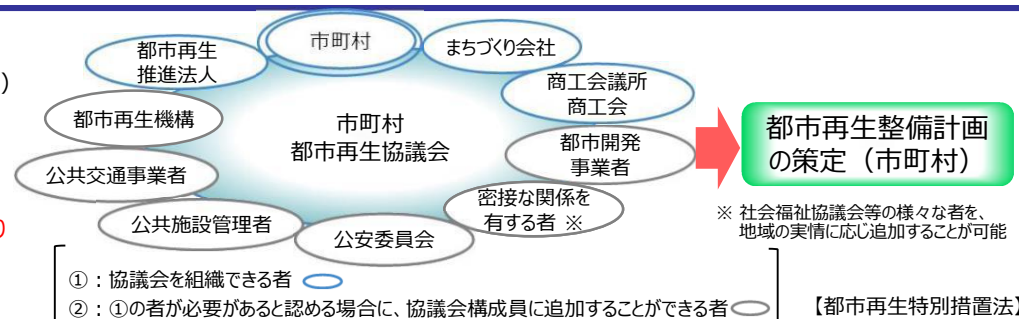 市町村
まちづくり会社
都市再生
推進法人
商工会議所
商工会
)
都市再生機構
市町村
都市再生協議会
都市開発
事業者
都市再生整備計画
の策定（市町村）
公共交通事業者
密接な関係を
有する者 ※
公共施設管理者
公安委員会
※ 社会福祉協議会等の様々な者を、
地域の実情に応じ追加することが可能
①：協議会を組織できる者
②：①の者が必要があると認める場合に、協議会構成員に追加することができる者
【都市再生特別措置法】